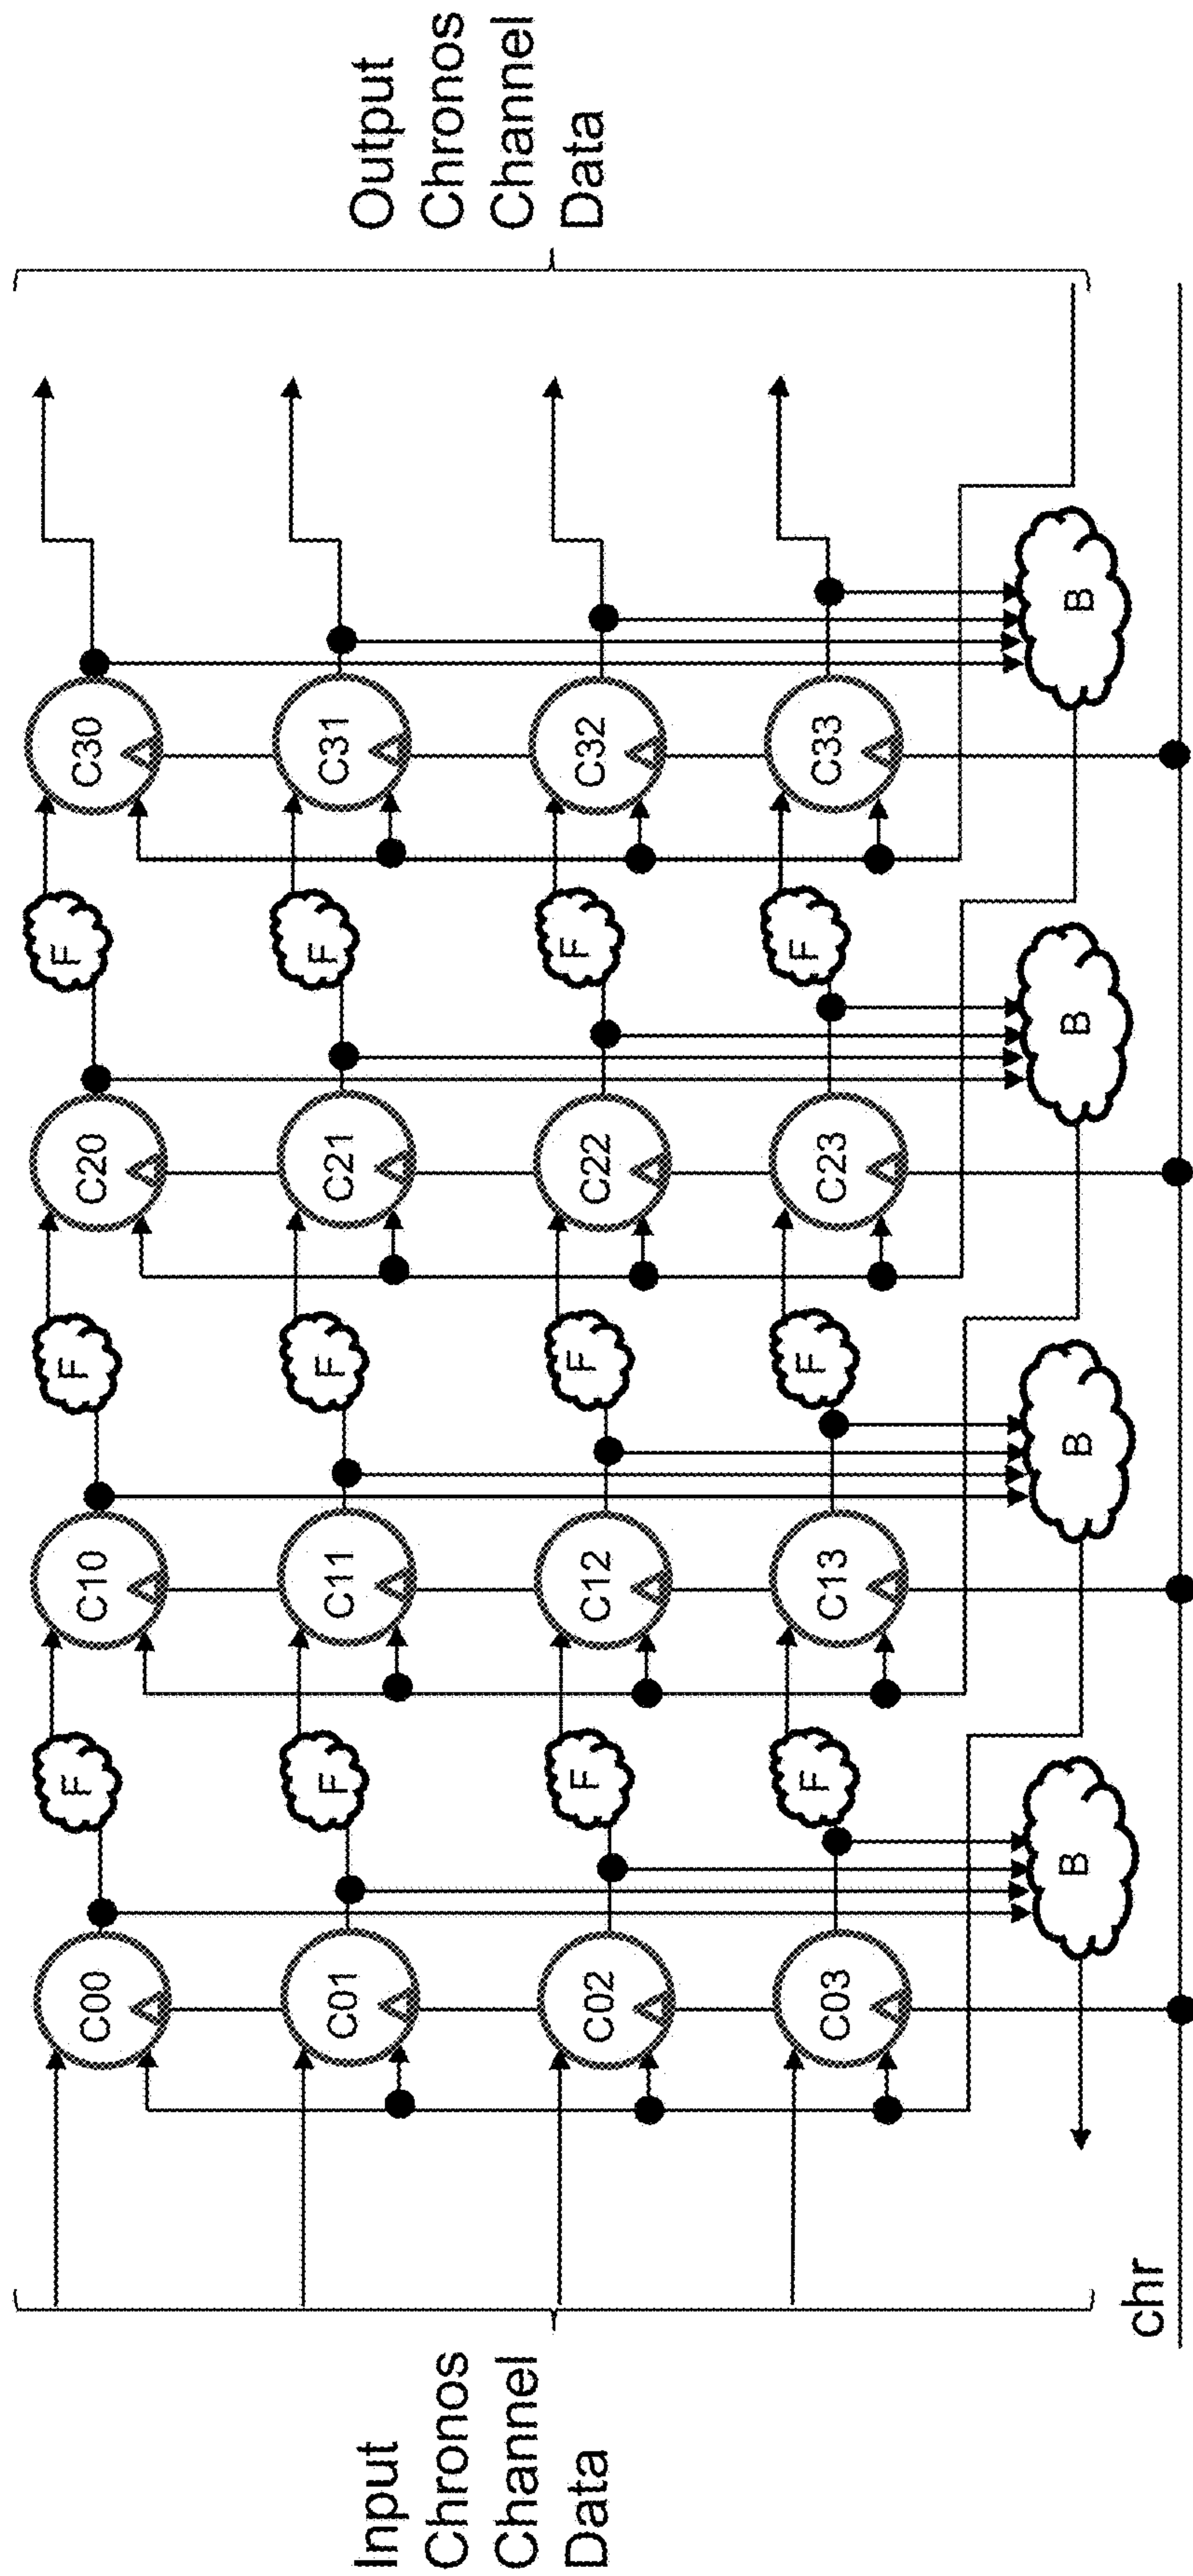 Input
Chronos
Channel
Data
C00
F
C10
F
C20
F
C30
C01
F
C11
F
C21
F
C31
C02
F
C12
F
C22
F
C32
C03
F
C13
F
C23
F
C33
B
B
B
B
chr
Output
Chronos
Channel
Data